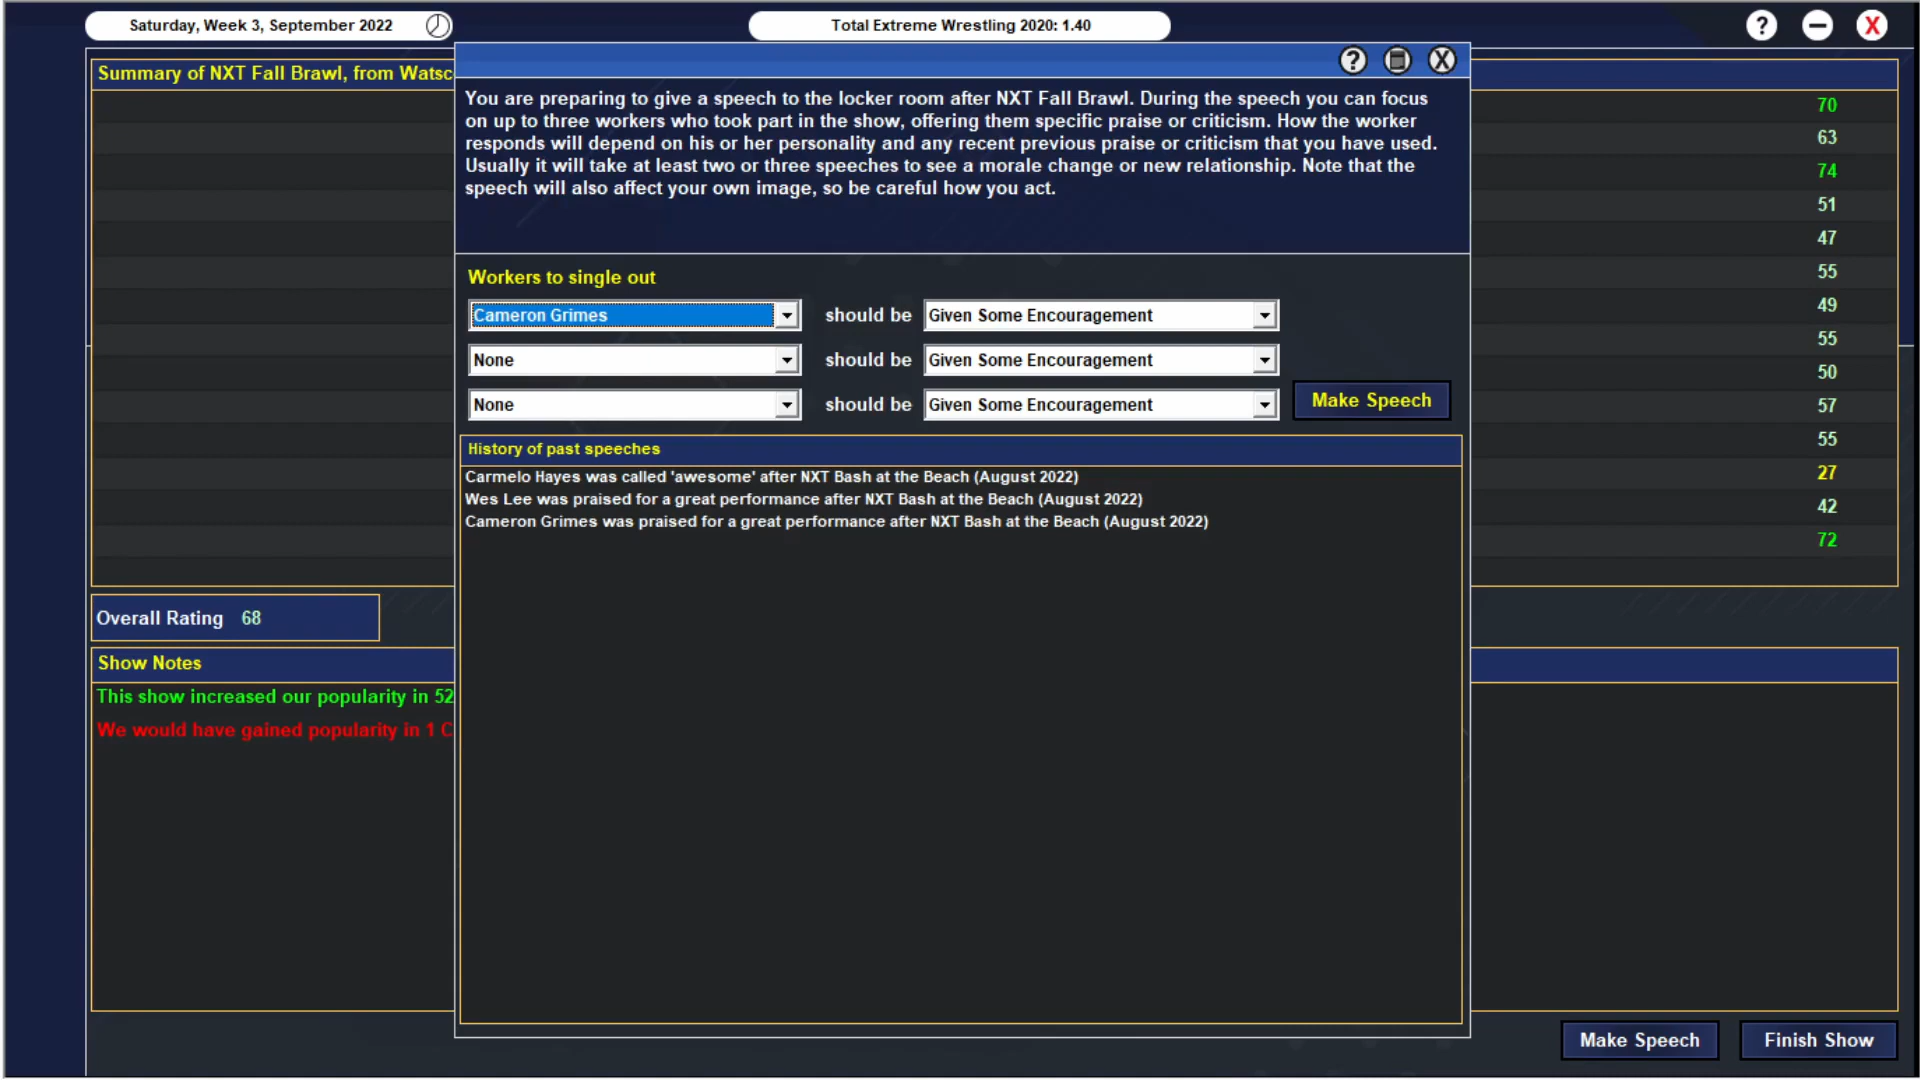 Saturday, Week 3, September 2022
Total Extreme Wrestling 2020: 1.40
?
X
Summary of NXT Fall Brawl, from Watsc
?
X
You are preparing to give a speech to the locker room after NXT Fall Brawl. During the speech you can focus
on up to three workers who took part in the show, offering them specific praise or criticism. How the worker
responds will depend on his or her personality and any recent previous praise or criticism that you have used.
Usually it will take at least two or three speeches to see a morale change or new relationship. Note that the
speech will also affect your own image, so be careful how you act.
Workers to single out
Cameron Grimes should be Given Some Encouragement
None should be Given Some Encouragement
None should be Given Some Encouragement
Make Speech
History of past speeches
Carmelo Hayes was called 'awesome' after NXT Bash at the Beach (August 2022)
Wes Lee was praised for a great performance after NXT Bash at the Beach (August 2022)
Cameron Grimes was praised for a great performance after NXT Bash at the Beach (August 2022)
70
63
74
51
47
55
49
55
50
57
55
27
42
72
Overall Rating 68
Show Notes
This show increased our popularity in 52
We would have gained popularity in 1 C
Make Speech
Finish Show